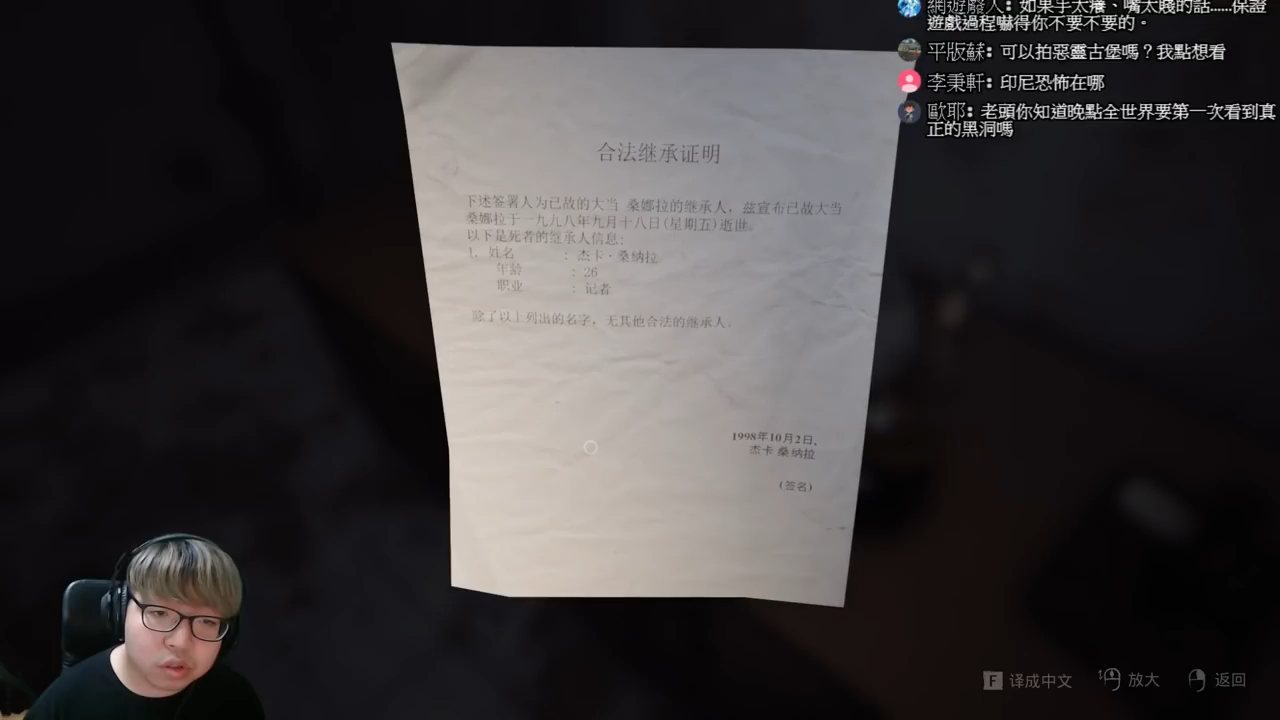 網遊廢人：如果手太癢、嘴太賤的話......保證
遊戲過程嚇得你不要不要的。
平版蘇：可以拍惡靈古堡嗎？我點想看
李秉軒：印尼恐怖在哪
歐耶：老頭你知道晚點全世界要第一次看到真
正的黑洞嗎
合法继承证明
下述签署人为已故的大当 桑娜拉的继承人，兹宣布已故大当
桑娜拉于一九九八年九月十八日(星期五)逝世。
以下是死者的继承人信息：
1. 姓名 : 杰卡·桑纳拉
年龄 : 26
职业 : 记者
除了以上列出的名字，无其他合法的继承人。
1998年10月2日，
杰卡 桑纳拉
(签名)
F 译成中文 放大 返回